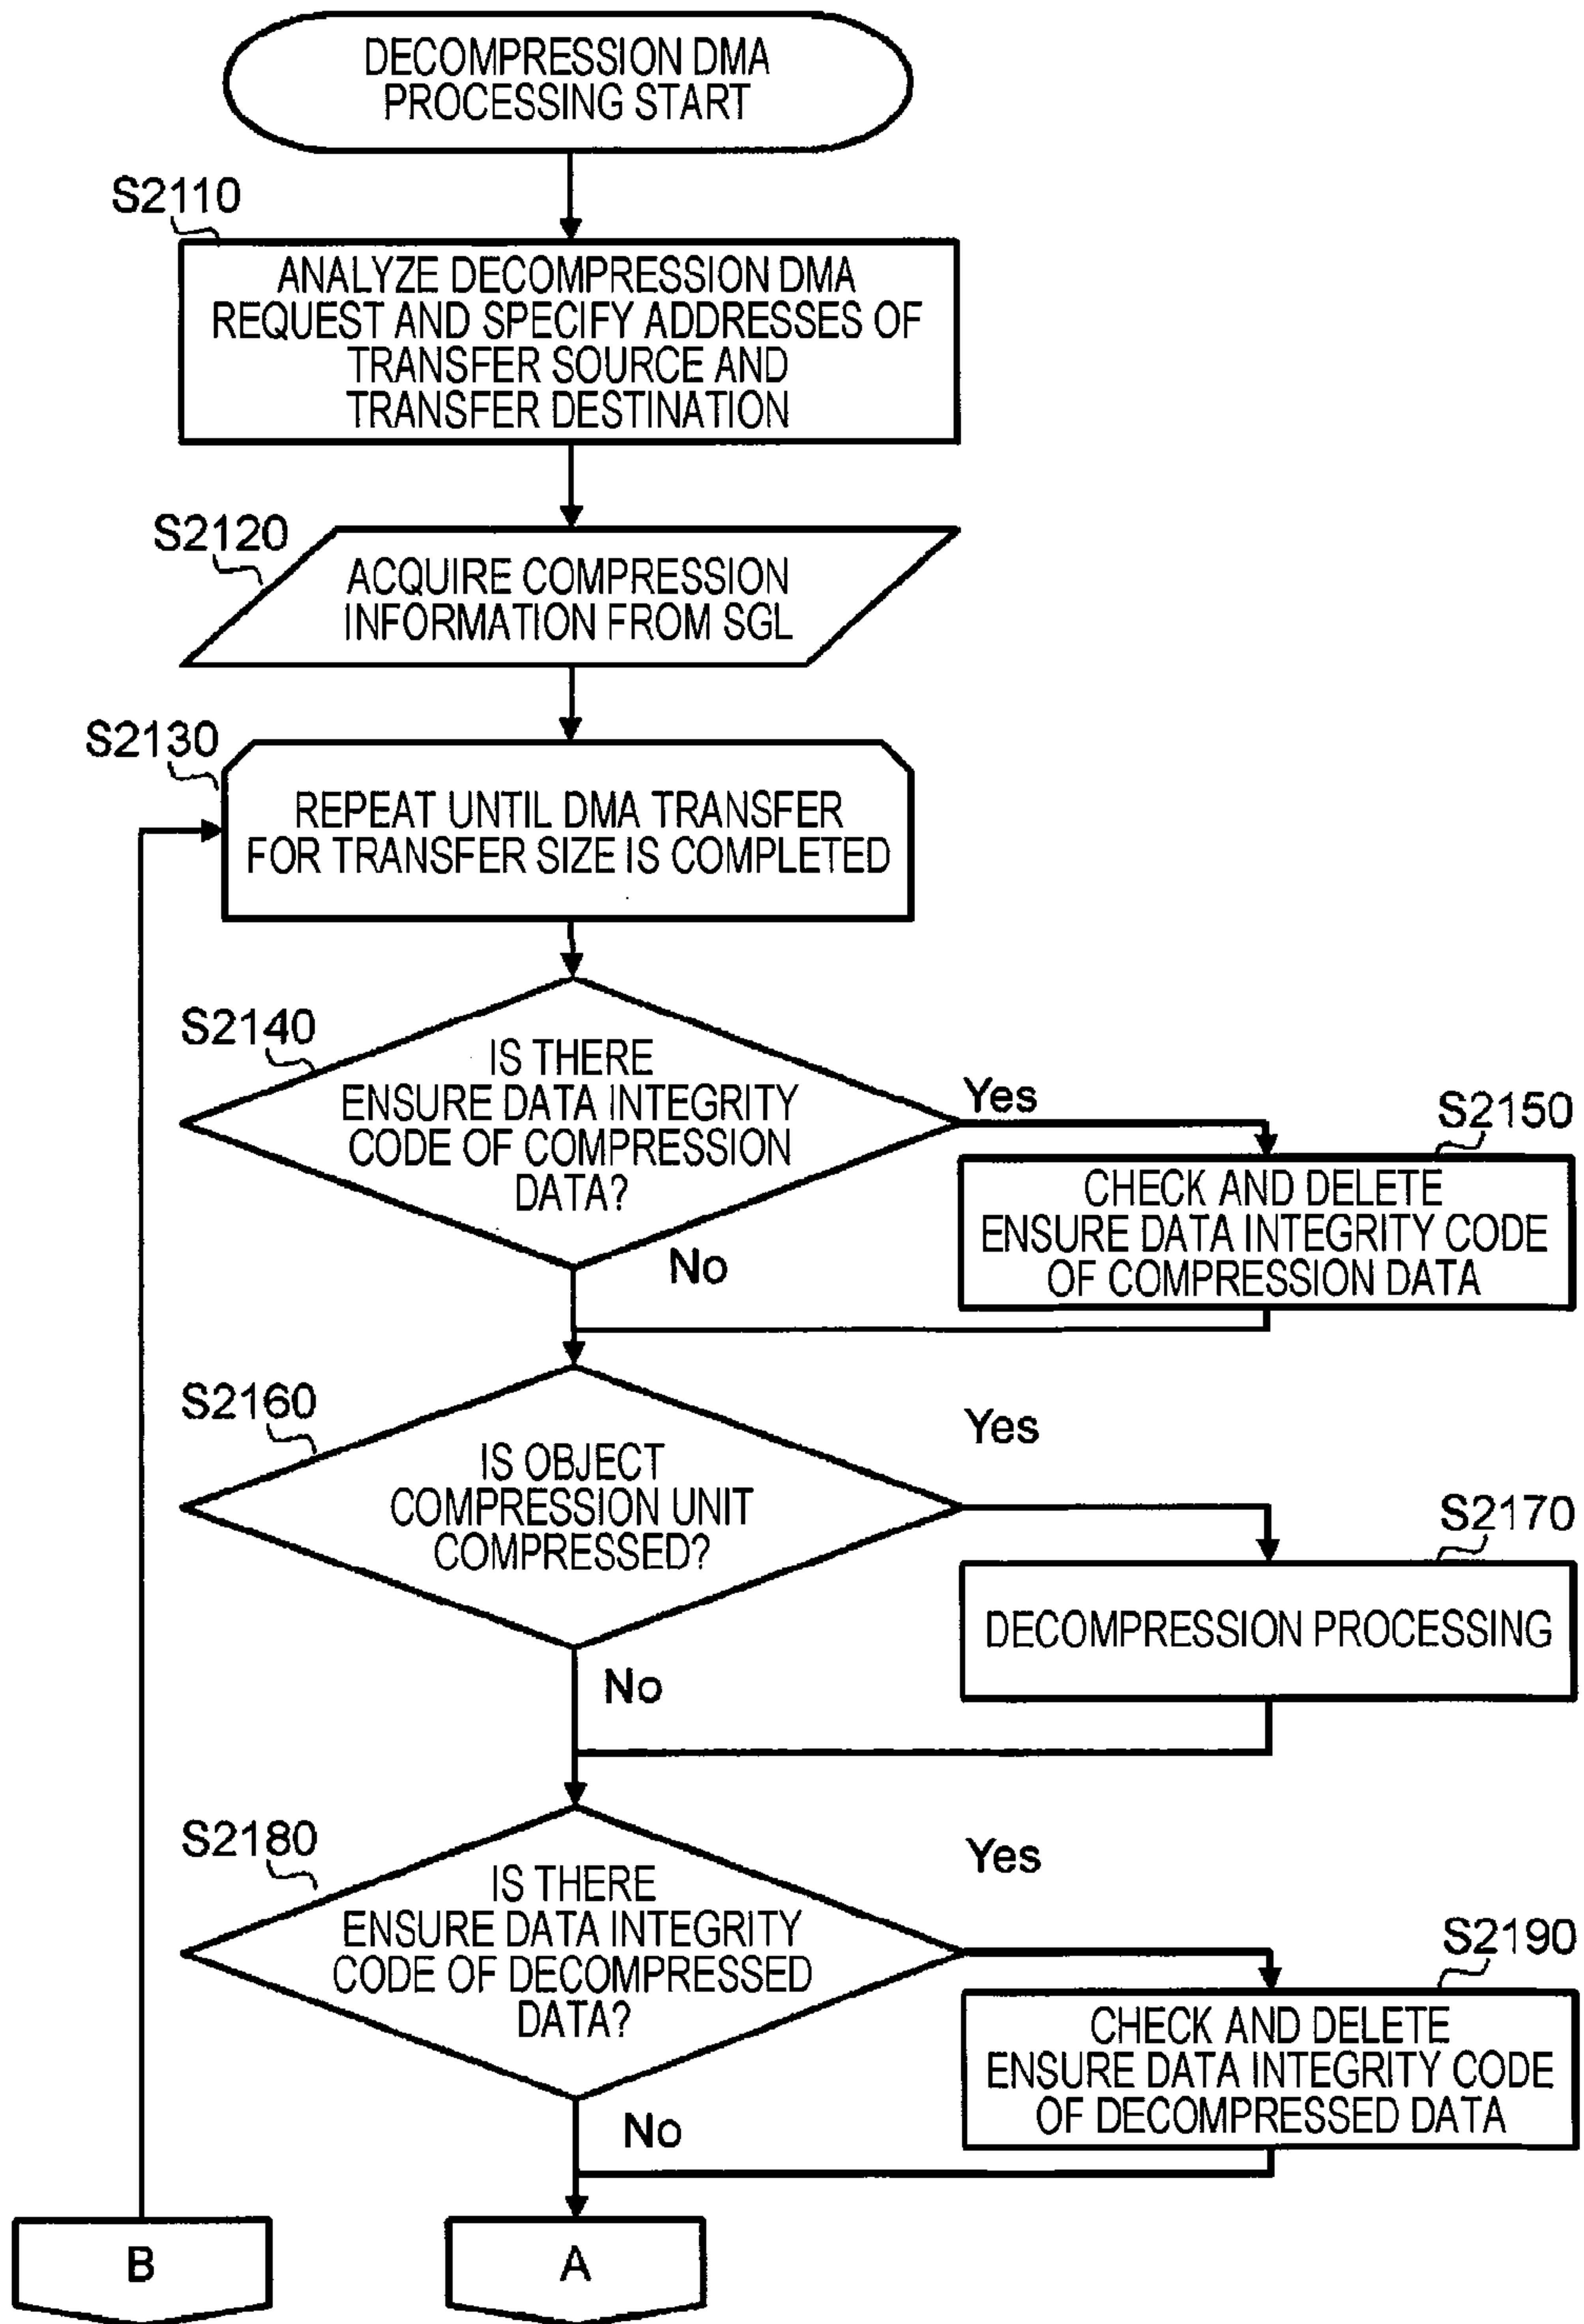 DECOMPRESSION DMA
PROCESSING START
S2110
ANALYZE DECOMPRESSION DMA
REQUEST AND SPECIFY ADDRESSES OF
TRANSFER SOURCE AND
TRANSFER DESTINATION
S2120
ACQUIRE COMPRESSION
INFORMATION FROM SGL
S2130
REPEAT UNTIL DMA TRANSFER
FOR TRANSFER SIZE IS COMPLETED
S2140
IS THERE
ENSURE DATA INTEGRITY
CODE OF COMPRESSION
DATA?
Yes
No
S2150
CHECK AND DELETE
ENSURE DATA INTEGRITY CODE
OF COMPRESSION DATA
S2160
IS OBJECT
COMPRESSION UNIT
COMPRESSED?
Yes
No
S2170
DECOMPRESSION PROCESSING
S2180
IS THERE
ENSURE DATA INTEGRITY
CODE OF DECOMPRESSED
DATA?
Yes
No
S2190
CHECK AND DELETE
ENSURE DATA INTEGRITY CODE
OF DECOMPRESSED DATA
B
A